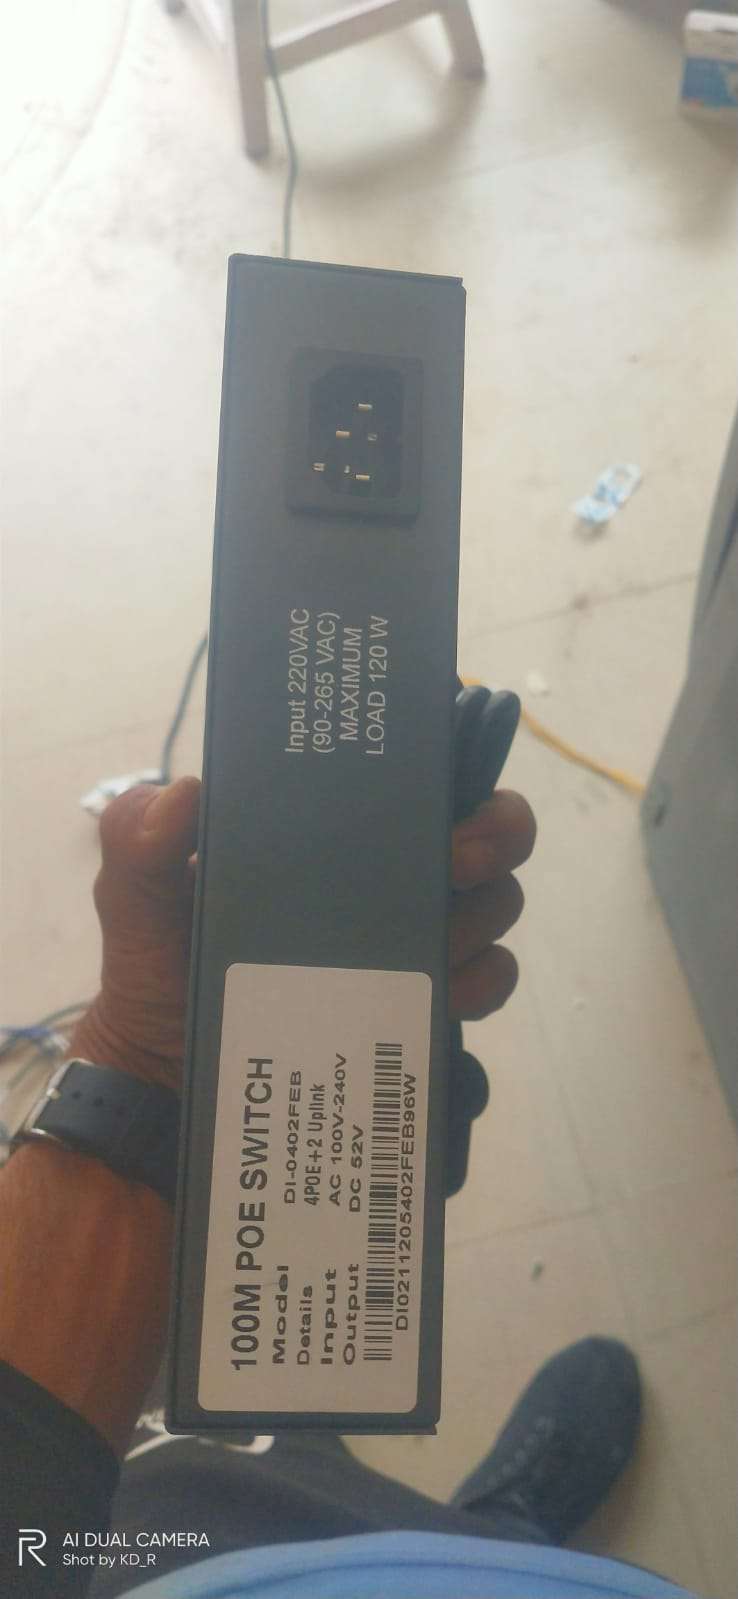 Input 220VAC
(90-265 VAC)
MAXIMUM
LOAD 120 W
100M POE SWITCH
Model DI-0402FEB
Details 4POE+2 Uplink
Input AC 100V-240V
Output DC 52V
DI0211205402FEB96W
AI DUAL CAMERA
Shot by KD_R